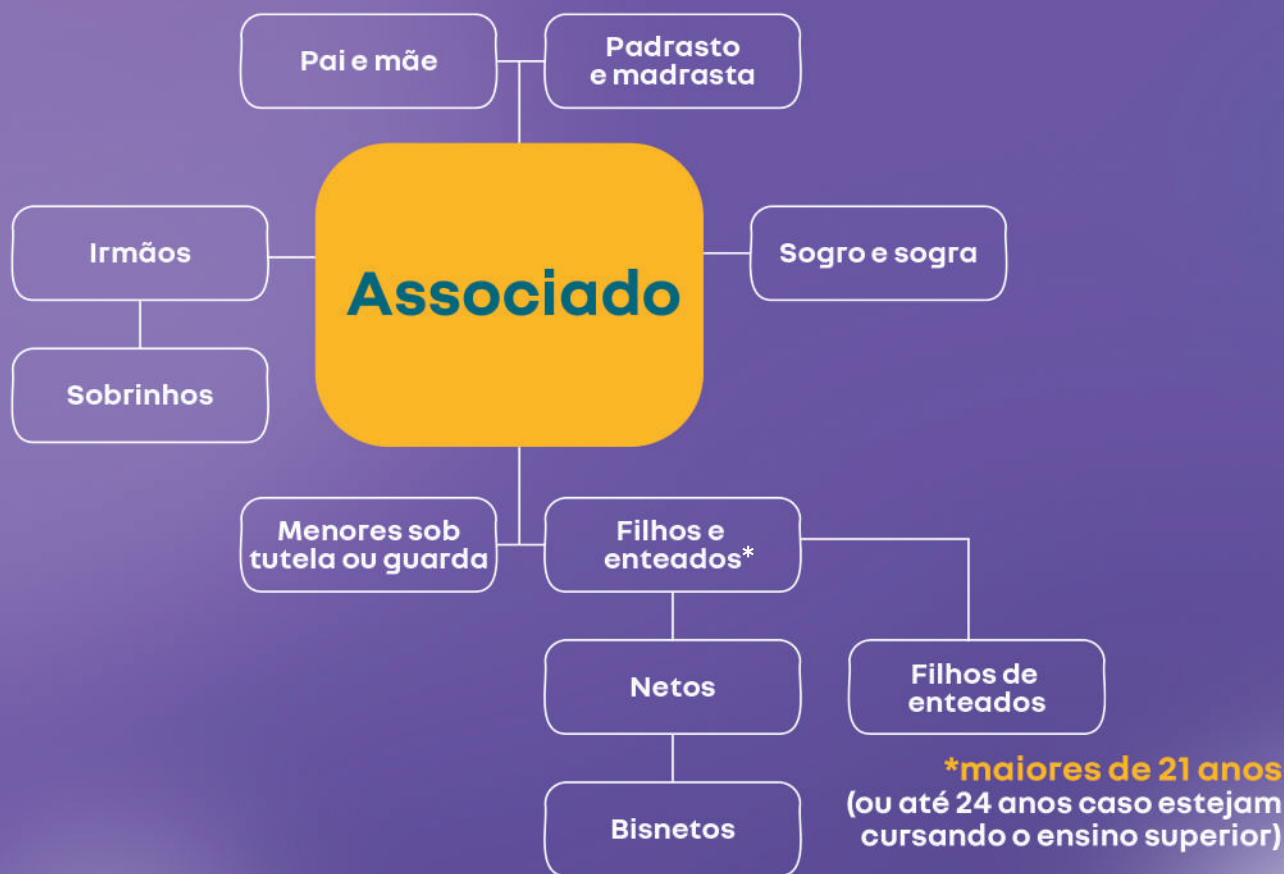 Pai e mãe
Padrasto
e madrasta
Irmãos
Associado
Sogro e sogra
Sobrinhos
Menores sob
tutela ou guarda
Filhos e
enteados*
Netos
Filhos de
enteados
Bisnetos
*maiores de 21 anos
(ou até 24 anos caso estejam
cursando o ensino superior)